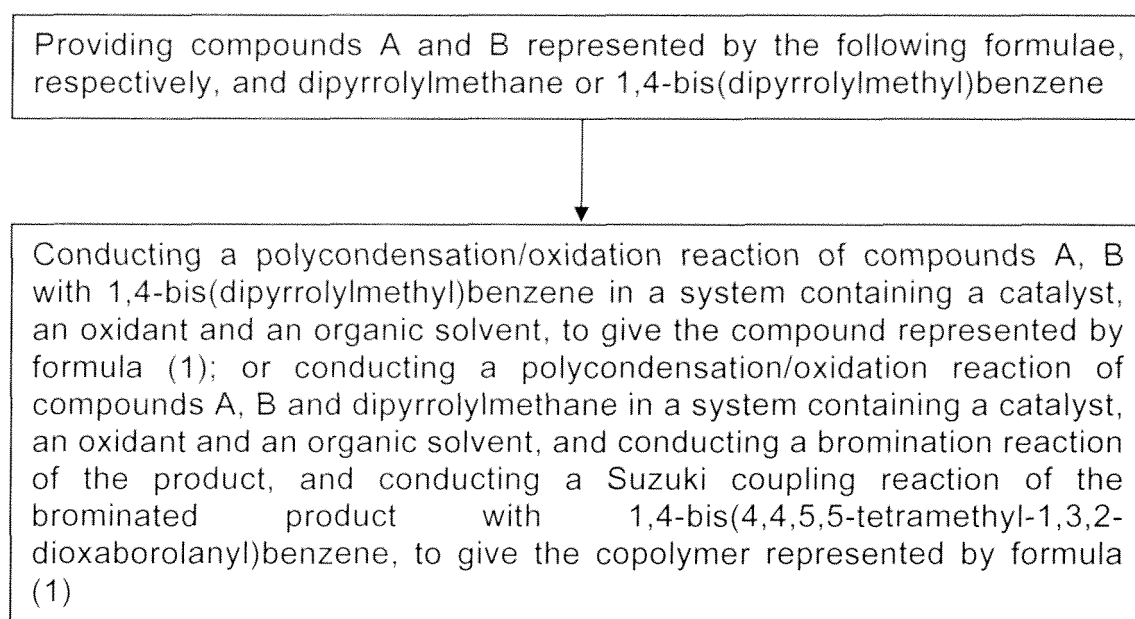 Providing compounds A and B represented by the following formulae,
respectively, and dipyrrolylmethane or 1,4-bis(dipyrrolylmethyl)benzene
Conducting a polycondensation/oxidation reaction of compounds A, B
with 1,4-bis(dipyrrolylmethyl)benzene in a system containing a catalyst,
an oxidant and an organic solvent, to give the compound represented by
formula (1); or conducting a polycondensation/oxidation reaction of
compounds A, B and dipyrrolylmethane in a system containing a catalyst,
an oxidant and an organic solvent, and conducting a bromination reaction
of the product, and conducting a Suzuki coupling reaction of the
brominated product with 1,4-bis(4,4,5,5-tetramethyl-1,3,2-
dioxaborolanyl)benzene, to give the copolymer represented by formula
(1)